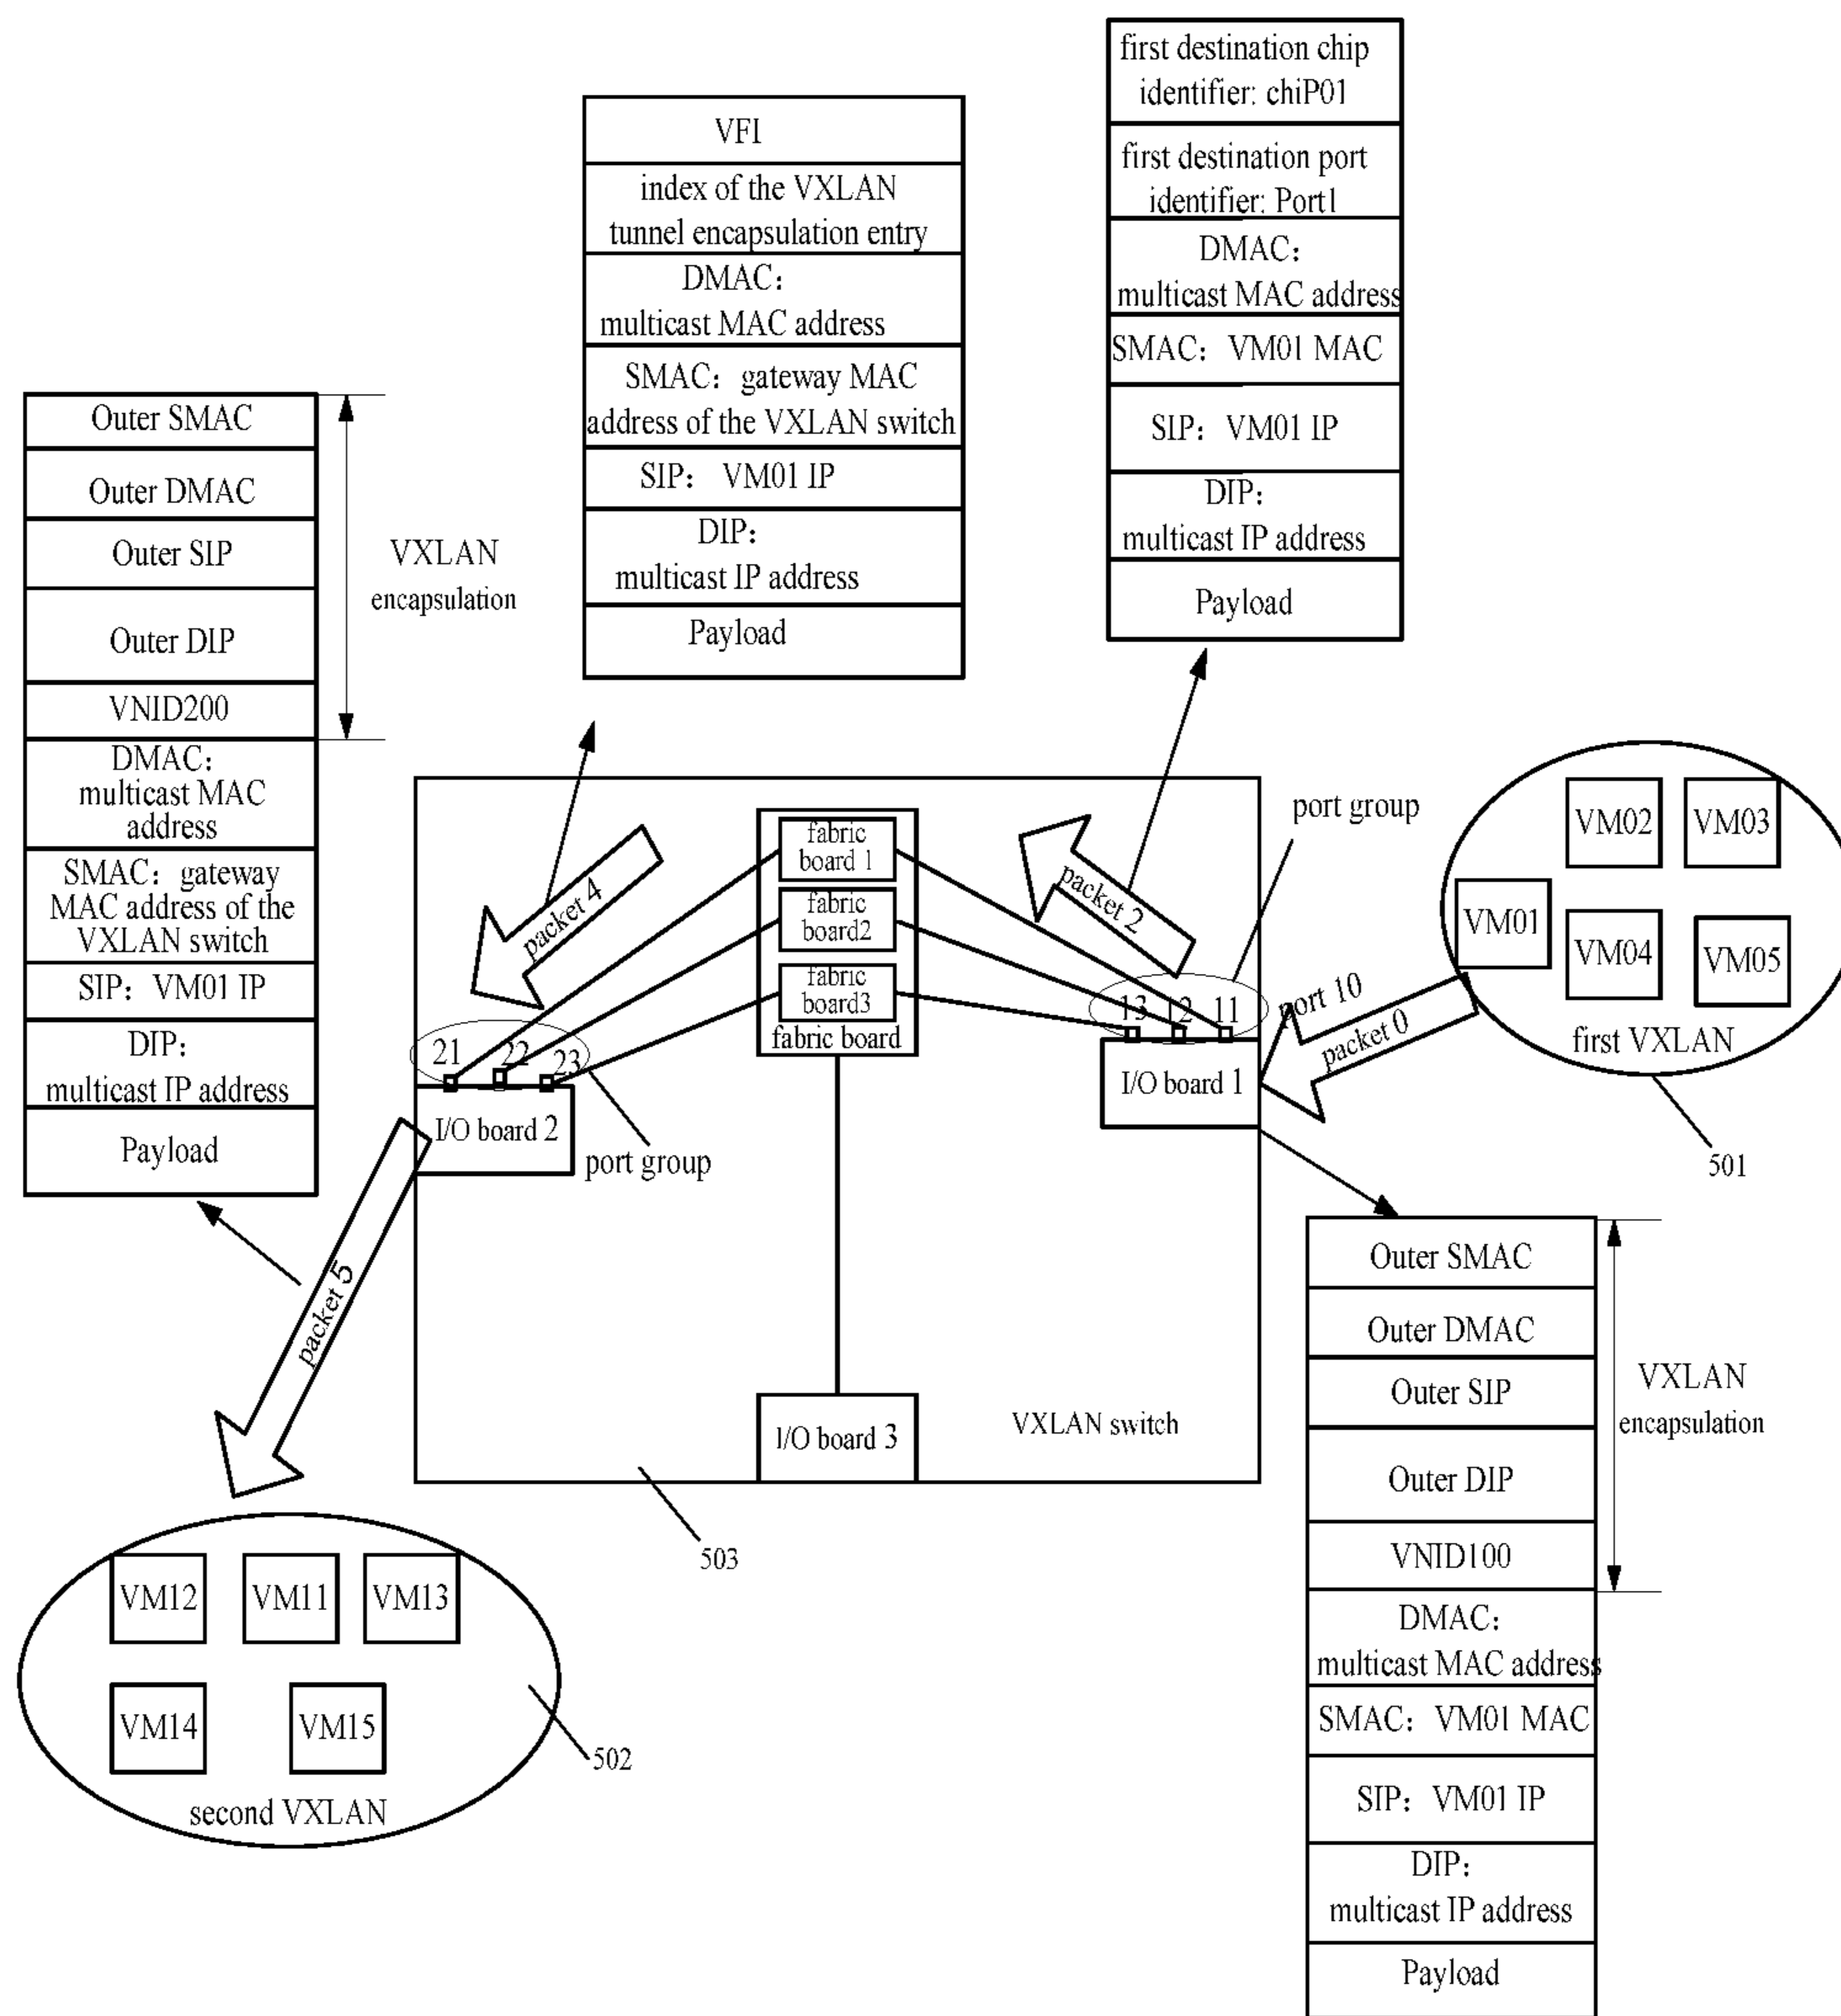 first destination chip
identifier: chiP01
first destination port
identifier: Port1
DMAC：
multicast MAC address
SMAC：VM01 MAC
SIP：VM01 IP
DIP：
multicast IP address
Payload
VFI
index of the VXLAN
tunnel encapsulation entry
DMAC：
multicast MAC address
SMAC：gateway MAC
address of the VXLAN switch
SIP：VM01 IP
DIP：
multicast IP address
Payload
Outer SMAC
Outer DMAC
Outer SIP
Outer DIP
VNID200
DMAC：
multicast MAC
address
SMAC：gateway
MAC address of the
VXLAN switch
SIP：VM01 IP
DIP：
multicast IP address
Payload
VXLAN
encapsulation
packet 4
fabric
board 1
fabric
board2
fabric
board3
fabric board
packet 2
port group
13
12
11
port 10
packet 0
I/O board 1
VM02
VM03
VM01
VM04
VM05
first VXLAN
501
21
22
23
I/O board 2
port group
packet 5
I/O board 3
VXLAN switch
503
VM12
VM11
VM13
VM14
VM15
second VXLAN
502
Outer SMAC
Outer DMAC
Outer SIP
Outer DIP
VNID100
DMAC：
multicast MAC address
SMAC：VM01 MAC
SIP：VM01 IP
DIP：
multicast IP address
Payload
VXLAN
encapsulation